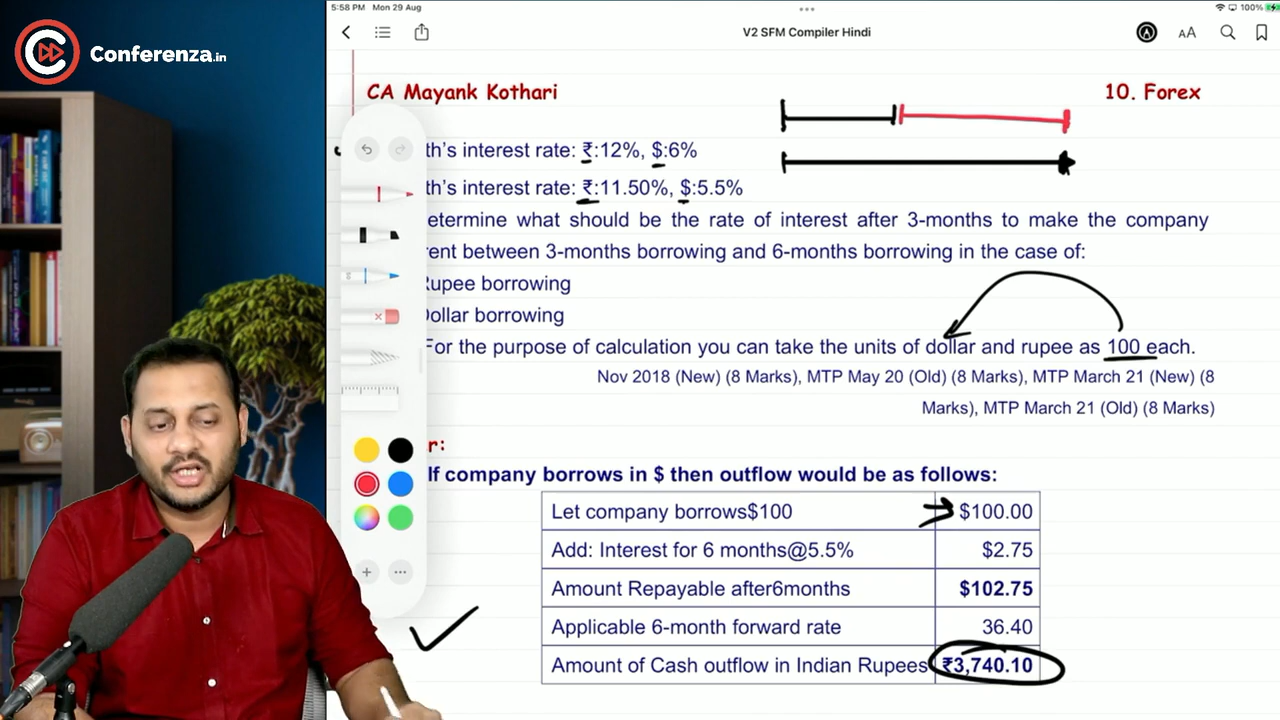 5:58 PM Mon 29 Aug
100%
Conferenza.in
V2 SFM Compiler Hindi
AA
CA Mayank Kothari
10. Forex
th's interest rate: ₹:12%, $:6%
th's interest rate: ₹:11.50%, $:5.5%
etermine what should be the rate of interest after 3-months to make the company
rent between 3-months borrowing and 6-months borrowing in the case of:
Rupee borrowing
Dollar borrowing
For the purpose of calculation you can take the units of dollar and rupee as 100 each.
Nov 2018 (New) (8 Marks), MTP May 20 (Old) (8 Marks), MTP March 21 (New) (8
Marks), MTP March 21 (Old) (8 Marks)
r:
If company borrows in $ then outflow would be as follows:
Let company borrows$100 $100.00
Add: Interest for 6 months@5.5% $2.75
Amount Repayable after6months $102.75
Applicable 6-month forward rate 36.40
Amount of Cash outflow in Indian Rupees ₹3,740.10